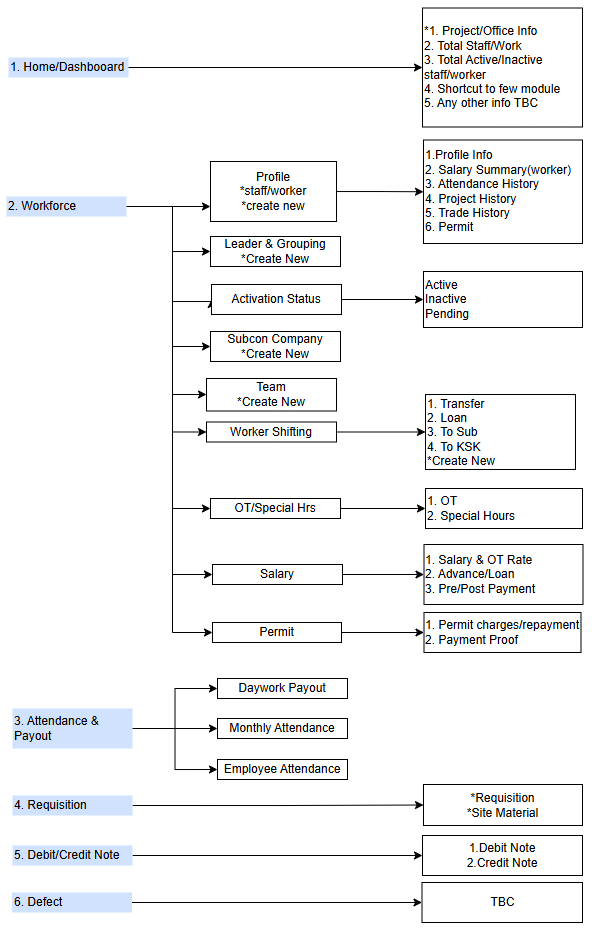 1. Home/Dashbooard
*1. Project/Office Info
2. Total Staff/Work
3. Total Active/Inactive
staff/worker
4. Shortcut to few module
5. Any other info TBC
2. Workforce
Profile
*staff/worker
*create new
1.Profile Info
2. Salary Summary(worker)
3. Attendance History
4. Project History
5. Trade History
6. Permit
Leader & Grouping
*Create New
Activation Status
Active
Inactive
Pending
Subcon Company
*Create New
Team
*Create New
Worker Shifting
1. Transfer
2. Loan
3. To Sub
4. To KSK
*Create New
OT/Special Hrs
1. OT
2. Special Hours
Salary
1. Salary & OT Rate
2. Advance/Loan
3. Pre/Post Payment
Permit
1. Permit charges/repayment
2. Payment Proof
3. Attendance &
Payout
Daywork Payout
Monthly Attendance
Employee Attendance
4. Requisition
*Requisition
*Site Material
5. Debit/Credit Note
1.Debit Note
2.Credit Note
6. Defect
TBC